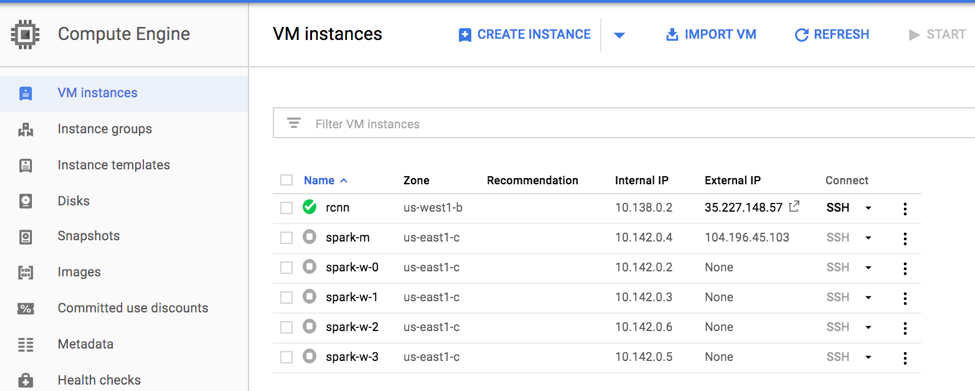 Compute Engine
VM instances
CREATE INSTANCE
IMPORT VM
REFRESH
START
VM instances
Instance groups
Instance templates
Disks
Snapshots
Images
Committed use discounts
Metadata
Health checks
Filter VM instances
Name Zone Recommendation Internal IP External IP Connect
rcnn us-west1-b 10.138.0.2 35.227.148.57 SSH
spark-m us-east1-c 10.142.0.4 104.196.45.103 SSH
spark-w-0 us-east1-c 10.142.0.2 None SSH
spark-w-1 us-east1-c 10.142.0.3 None SSH
spark-w-2 us-east1-c 10.142.0.6 None SSH
spark-w-3 us-east1-c 10.142.0.5 None SSH